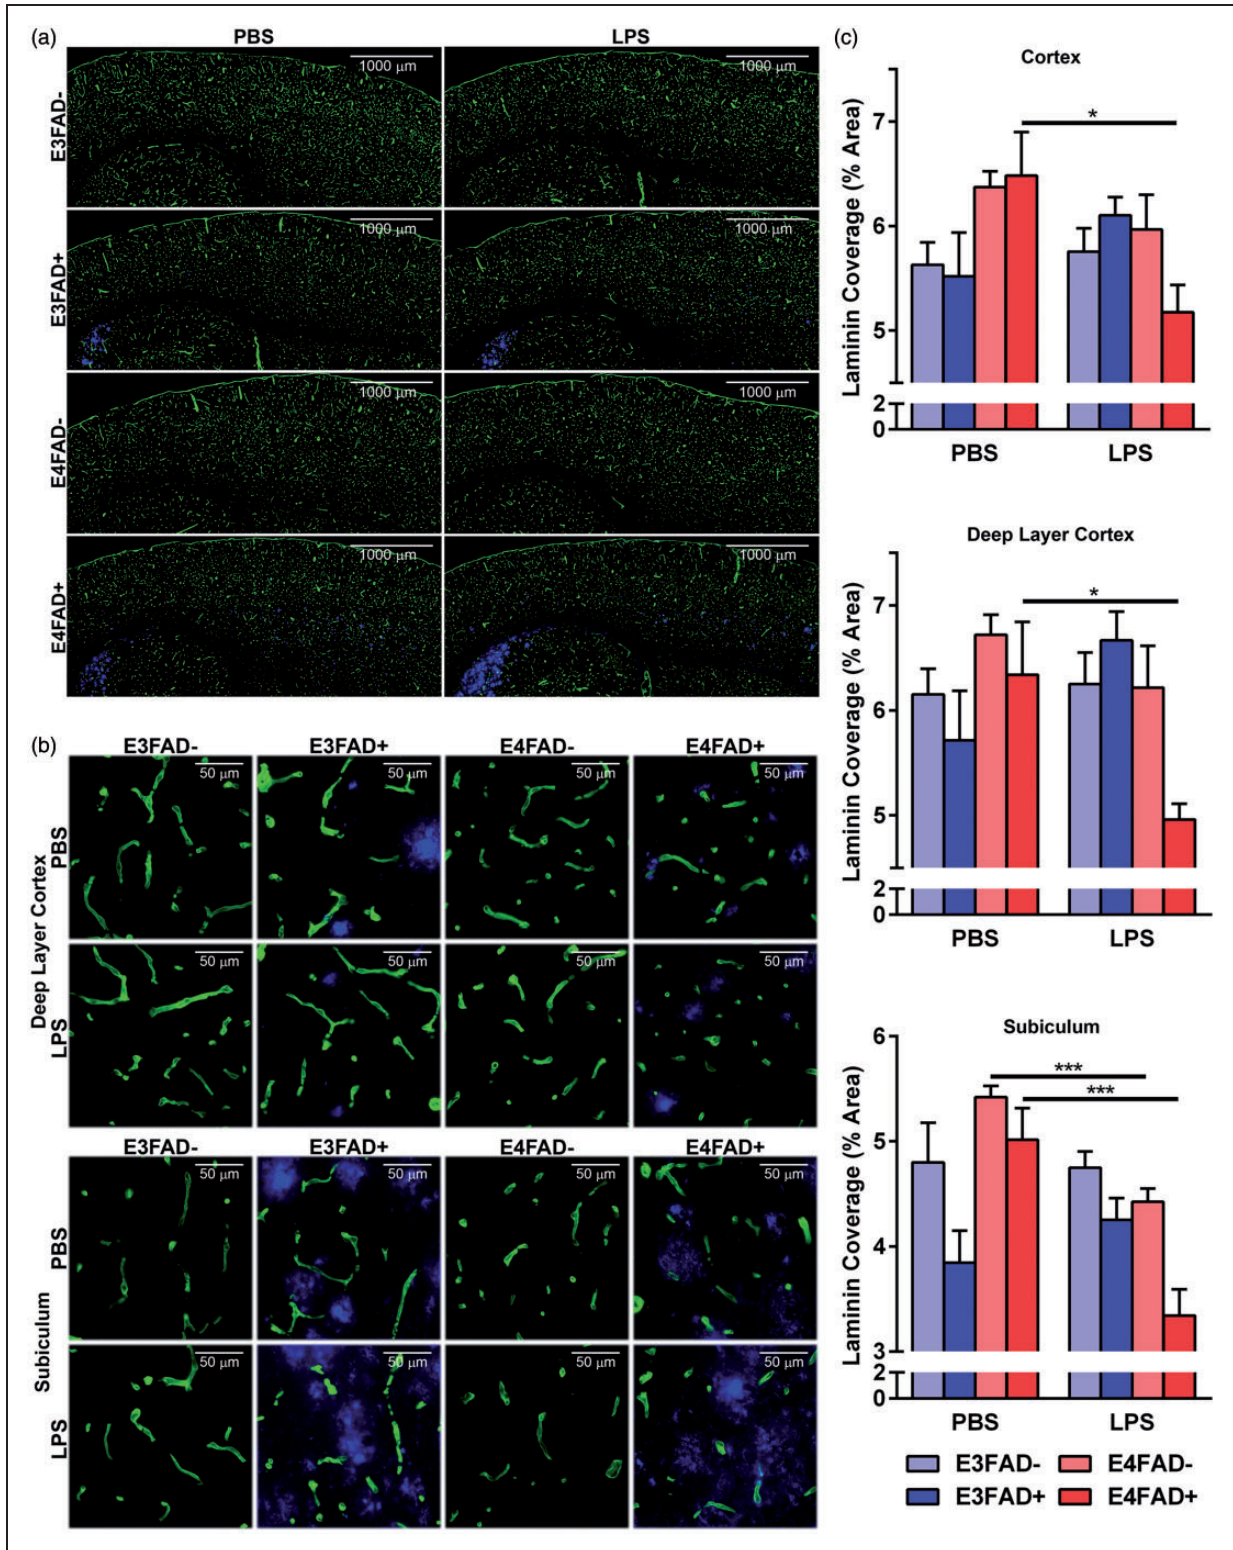 (a)
PBS
LPS
E3FAD-
1000 µm
1000 µm
E3FAD+
1000 µm
1000 µm
E4FAD-
1000 µm
1000 µm
E4FAD+
1000 µm
1000 µm
(b)
E3FAD-
E3FAD+
E4FAD-
E4FAD+
Deep Layer Cortex
PBS
50 µm
50 µm
50 µm
50 µm
LPS
50 µm
50 µm
50 µm
50 µm
E3FAD-
E3FAD+
E4FAD-
E4FAD+
Subiculum
PBS
50 µm
50 µm
50 µm
50 µm
LPS
50 µm
50 µm
50 µm
50 µm
(c)
Cortex
Laminin Coverage (% Area)
7
6
5
2
0
*
PBS
LPS
Deep Layer Cortex
Laminin Coverage (% Area)
7
6
5
2
0
*
PBS
LPS
Subiculum
Laminin Coverage (% Area)
6
5
4
3
2
0
***
***
PBS
LPS
E3FAD-
E4FAD-
E3FAD+
E4FAD+